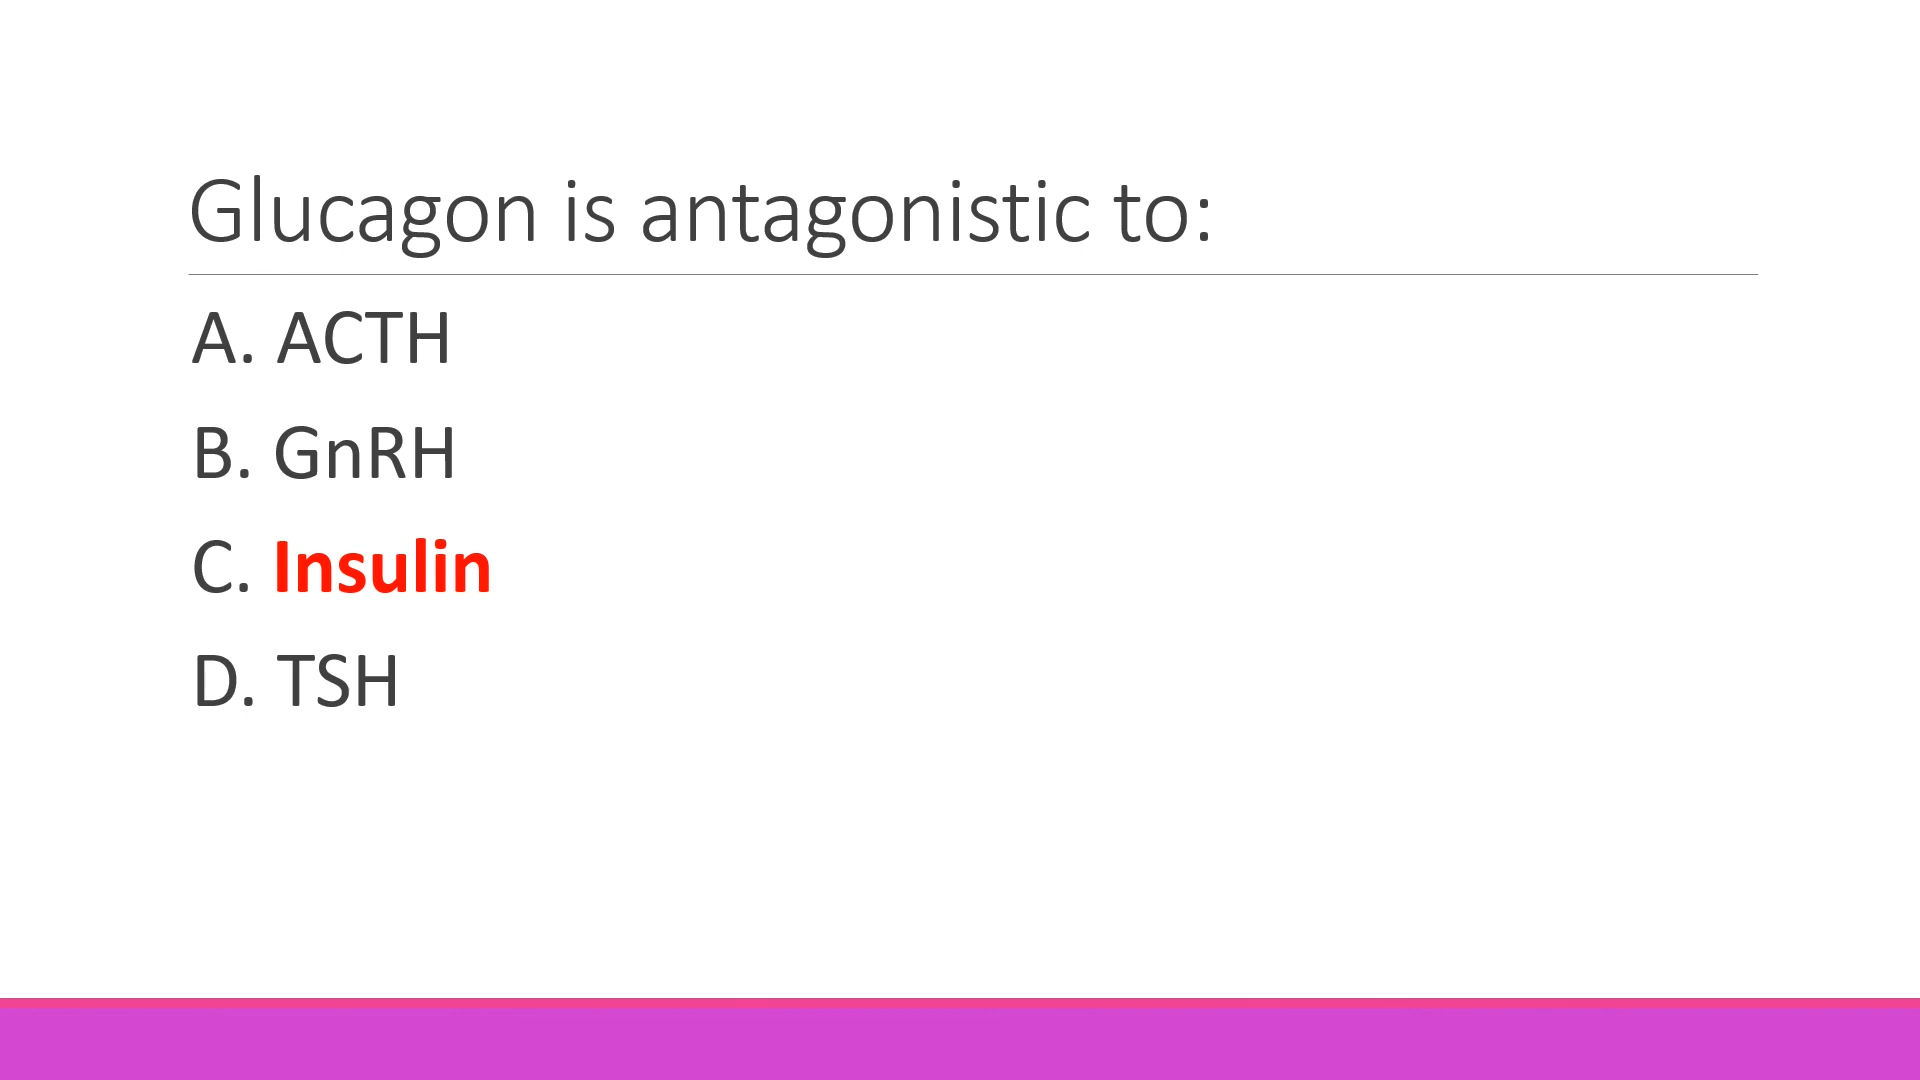 Glucagon is antagonistic to:
A. ACTH
B. GnRH
C. Insulin
D. TSH